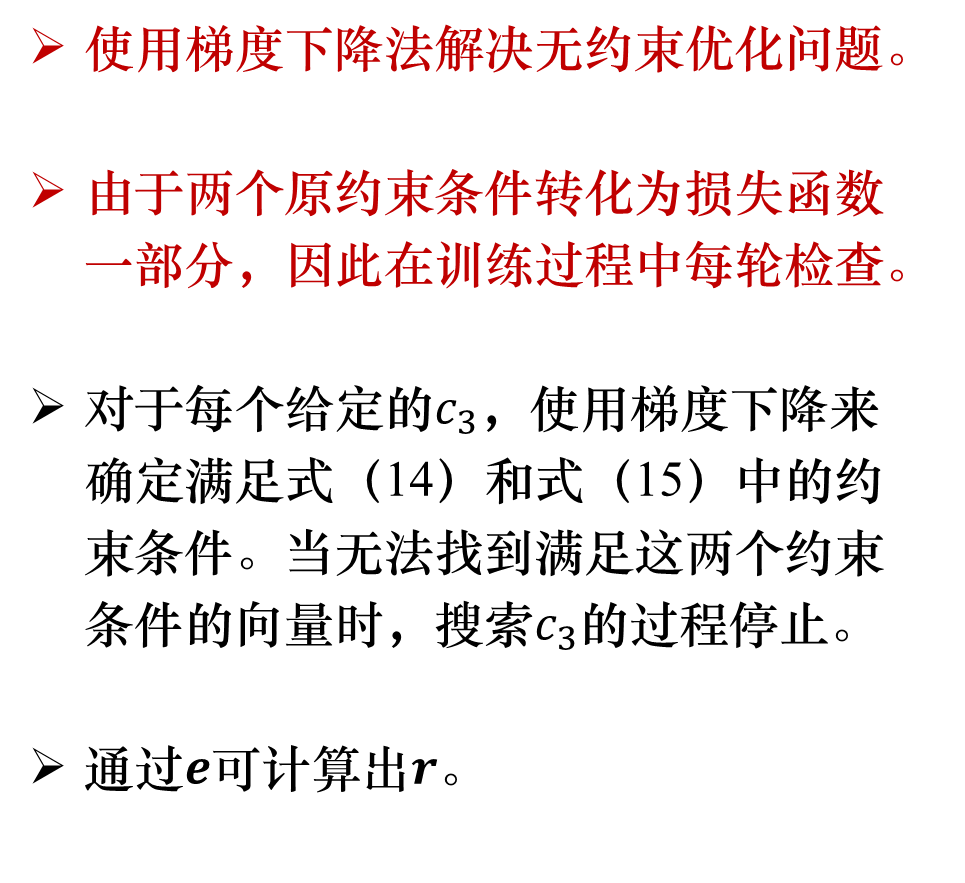 ➢ 使用梯度下降法解决无约束优化问题。
➢ 由于两个原约束条件转化为损失函数
一部分，因此在训练过程中每轮检查。
➢ 对于每个给定的c₃，使用梯度下降来
确定满足式（14）和式（15）中的约
束条件。当无法找到满足这两个约束
条件的向量时，搜索c₃的过程停止。
➢ 通过e可计算出r。